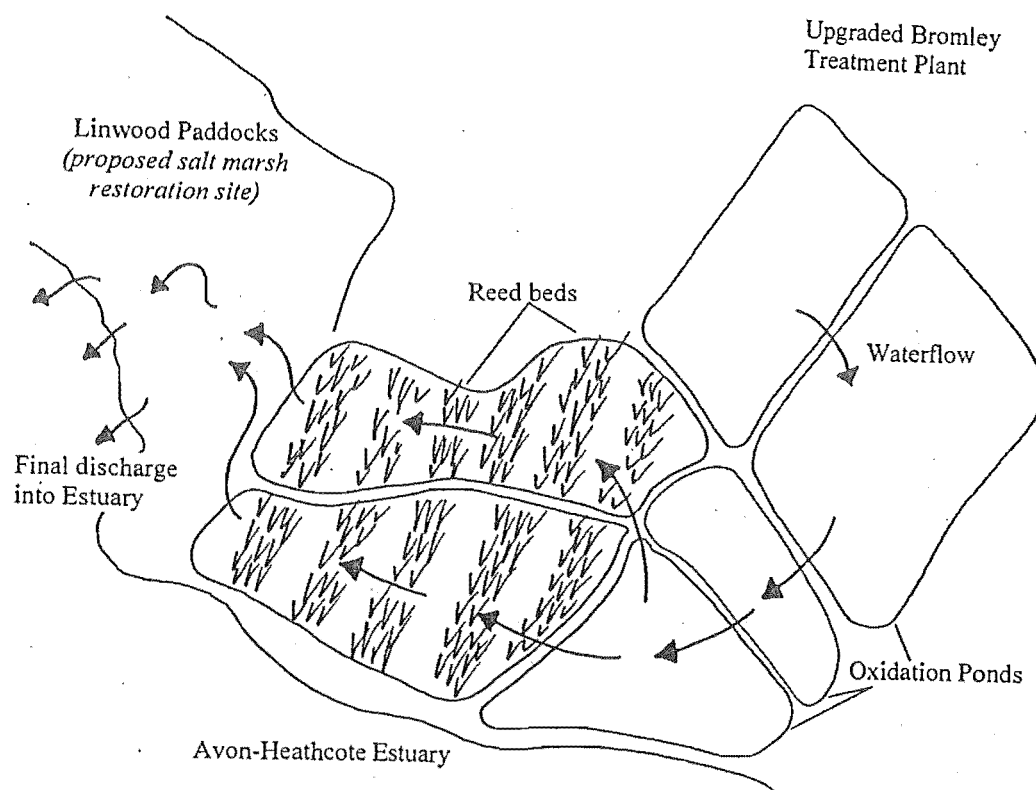 Upgraded Bromley
Treatment Plant
Linwood Paddocks
(proposed salt marsh
restoration site)
Reed beds
Waterflow
Final discharge
into Estuary
Oxidation Ponds
Avon-Heathcote Estuary